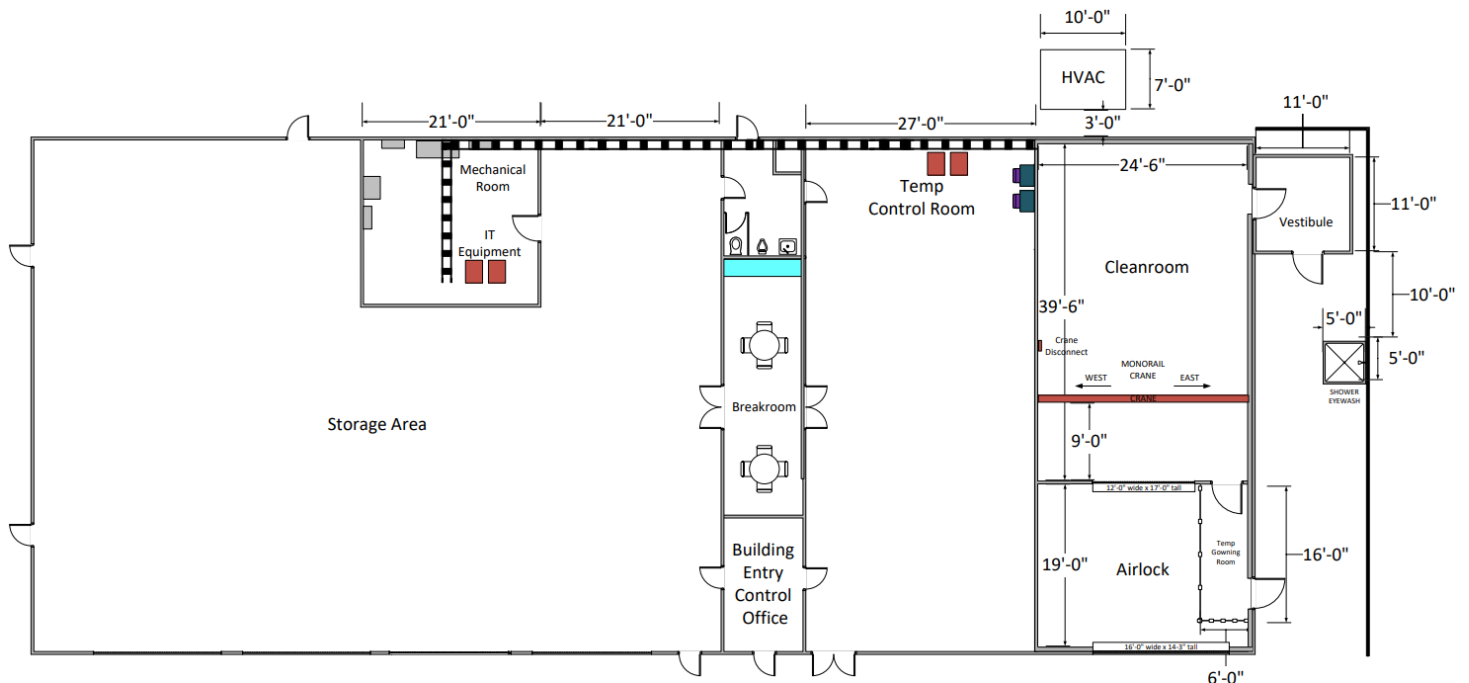 10'-0"
HVAC
7'-0"
11'-0"
21'-0"
21'-0"
27'-0"
3'-0"
Mechanical
Room
IT
Equipment
Temp
Control Room
24'-6"
Vestibule
11'-0"
Cleanroom
10'-0"
39'-6"
5'-0"
5'-0"
Crane
Disconnect
MONORAIL
CRANE
WEST
EAST
CRANE
SHOWER
EYEWASH
Storage Area
Breakroom
9'-0"
12'-0" wide x 17'-0" tall
Building
Entry
Control
Office
19'-0"
Airlock
Temp
Gowning
Room
16'-0"
16'-0" wide x 14'-3" tall
6'-0"